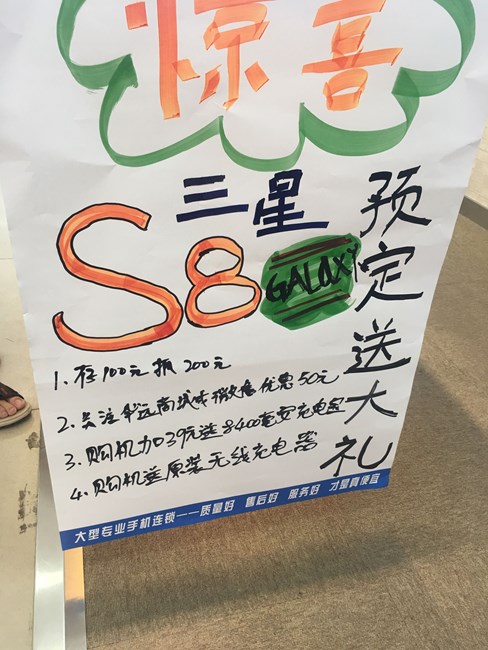 惊喜
三星
S8
GALAXY
预定送大礼
1.存100元抵200元
2.关注华远商城 微信 优惠50元
3.购机加39元送8400毫安充电宝
4.购机送原装无线充电器
大型专业手机连锁——质量好 售后好 服务好 才是真便宜